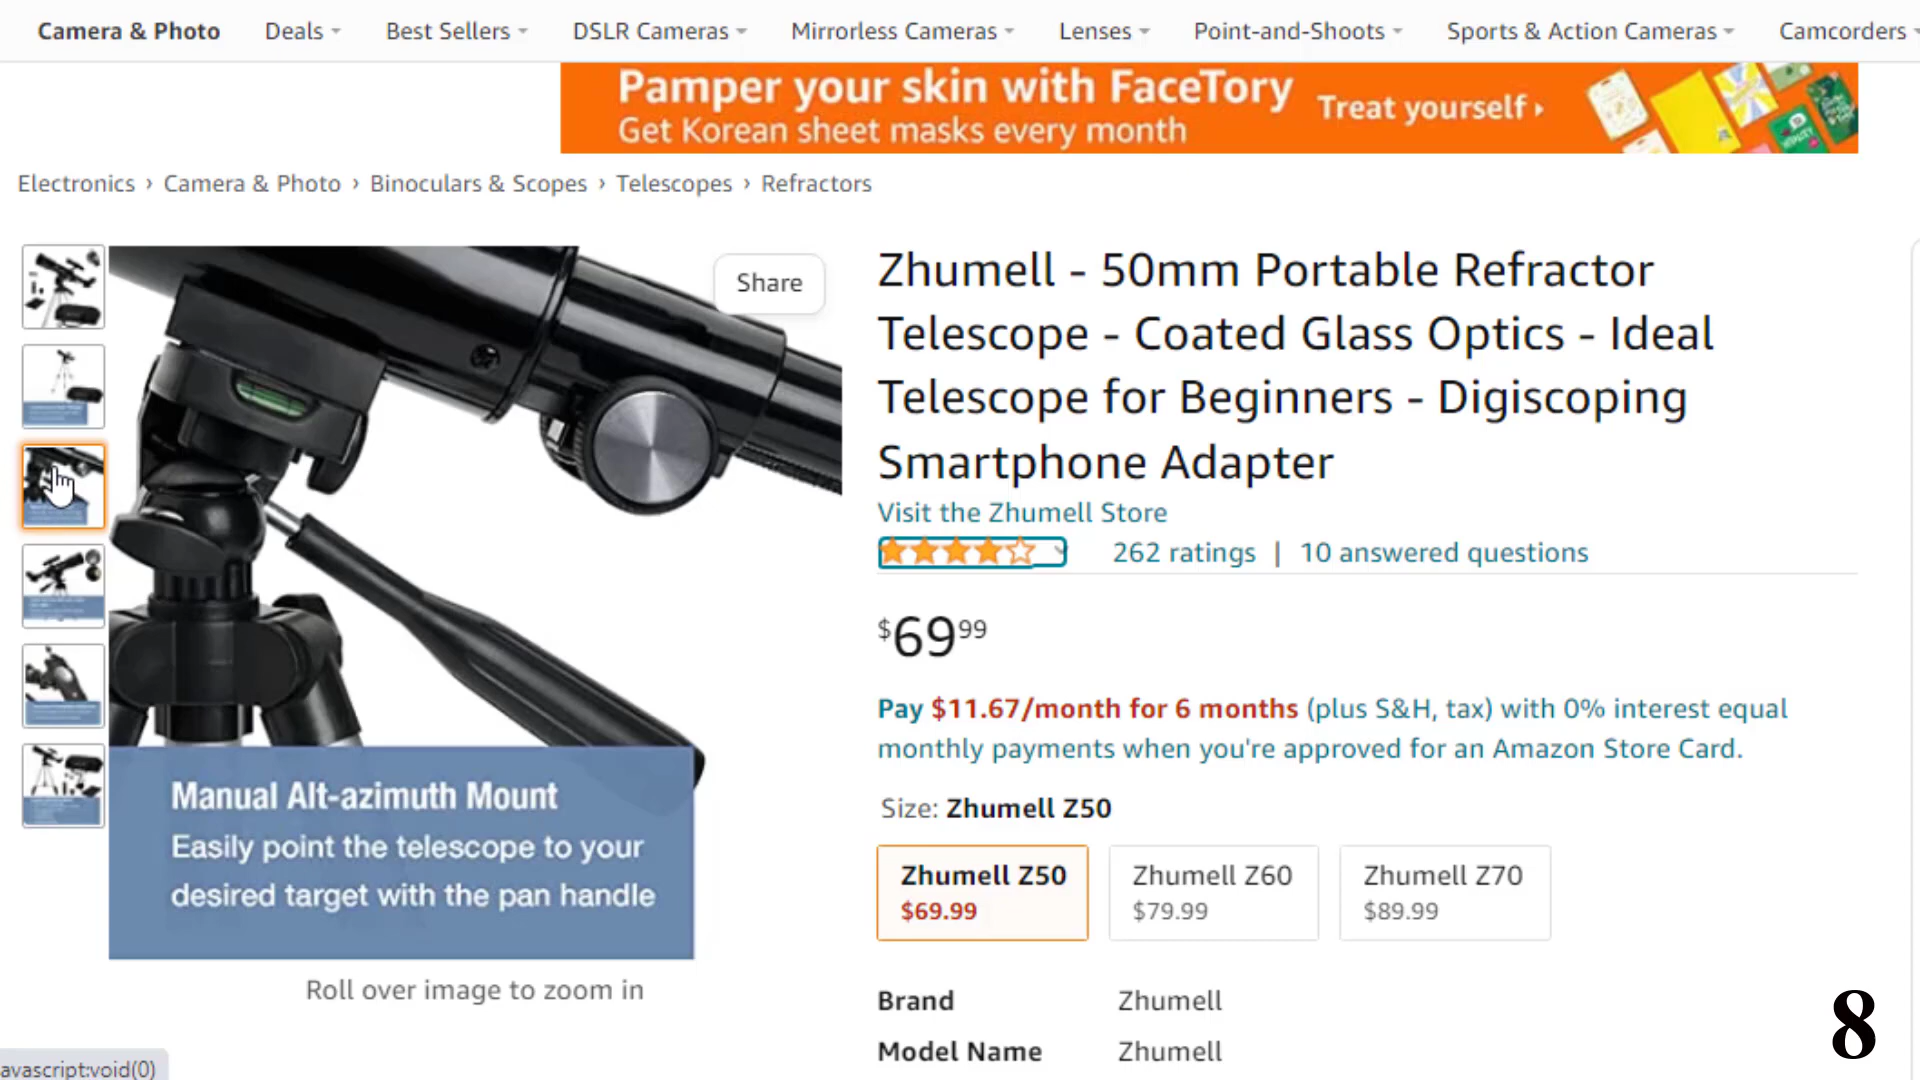 Camera & Photo
Deals
Best Sellers
DSLR Cameras
Mirrorless Cameras
Lenses
Point-and-Shoots
Sports & Action Cameras
Camcorders
Pamper your skin with FaceTory
Get Korean sheet masks every month
Treat yourself
Electronics › Camera & Photo › Binoculars & Scopes › Telescopes › Refractors
Share
Manual Alt-azimuth Mount
Easily point the telescope to your
desired target with the pan handle
Roll over image to zoom in
avascript:void(0)
Zhumell - 50mm Portable Refractor
Telescope - Coated Glass Optics - Ideal
Telescope for Beginners - Digiscoping
Smartphone Adapter
Visit the Zhumell Store
262 ratings | 10 answered questions
$69 99
Pay $11.67/month for 6 months (plus S&H, tax) with 0% interest equal
monthly payments when you're approved for an Amazon Store Card.
Size: Zhumell Z50
Zhumell Z50
$69.99
Zhumell Z60
$79.99
Zhumell Z70
$89.99
Brand Zhumell
Model Name Zhumell
8